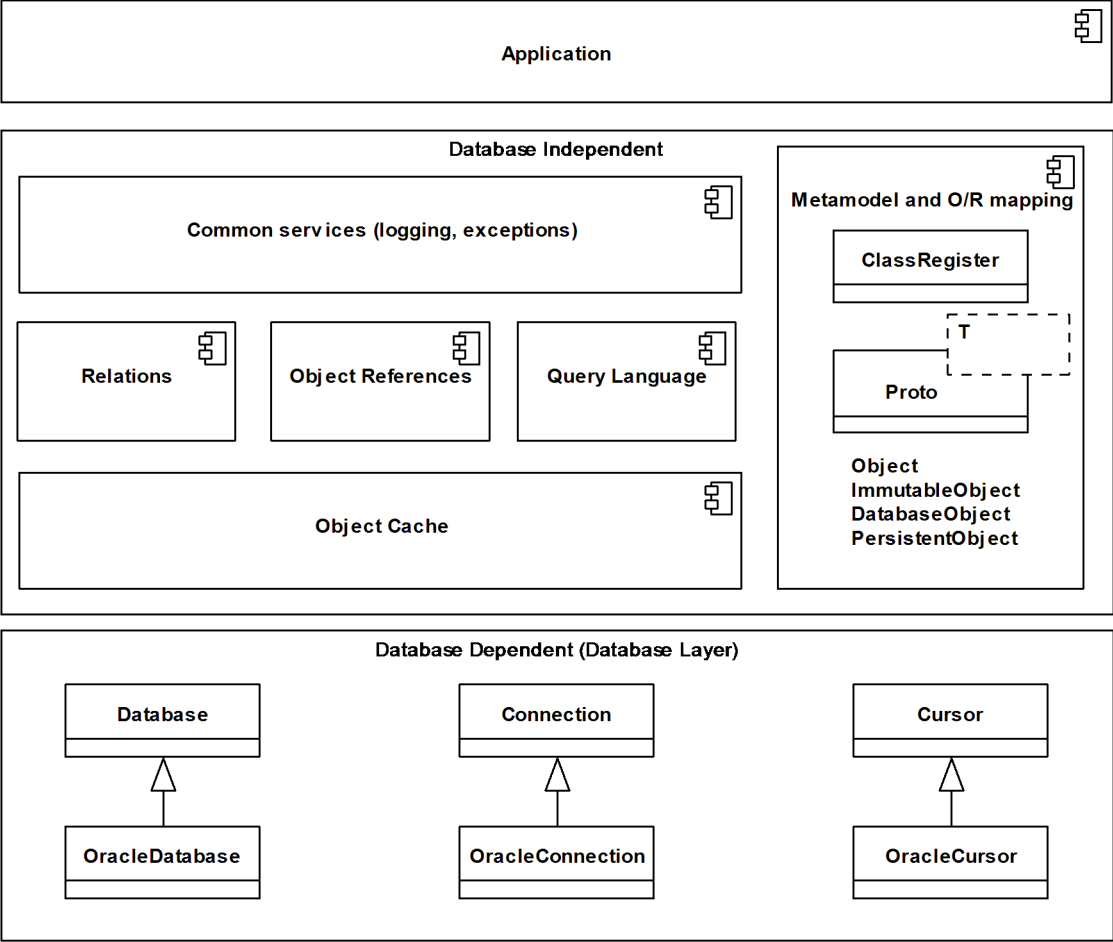 Application
Database Independent
Common services (logging, exceptions)
Relations
Object References
Query Language
Object Cache
Metamodel and O/R mapping
ClassRegister
T
Proto
Object
ImmutableObject
DatabaseObject
PersistentObject
Database Dependent (Database Layer)
Database
Connection
Cursor
OracleDatabase
OracleConnection
OracleCursor